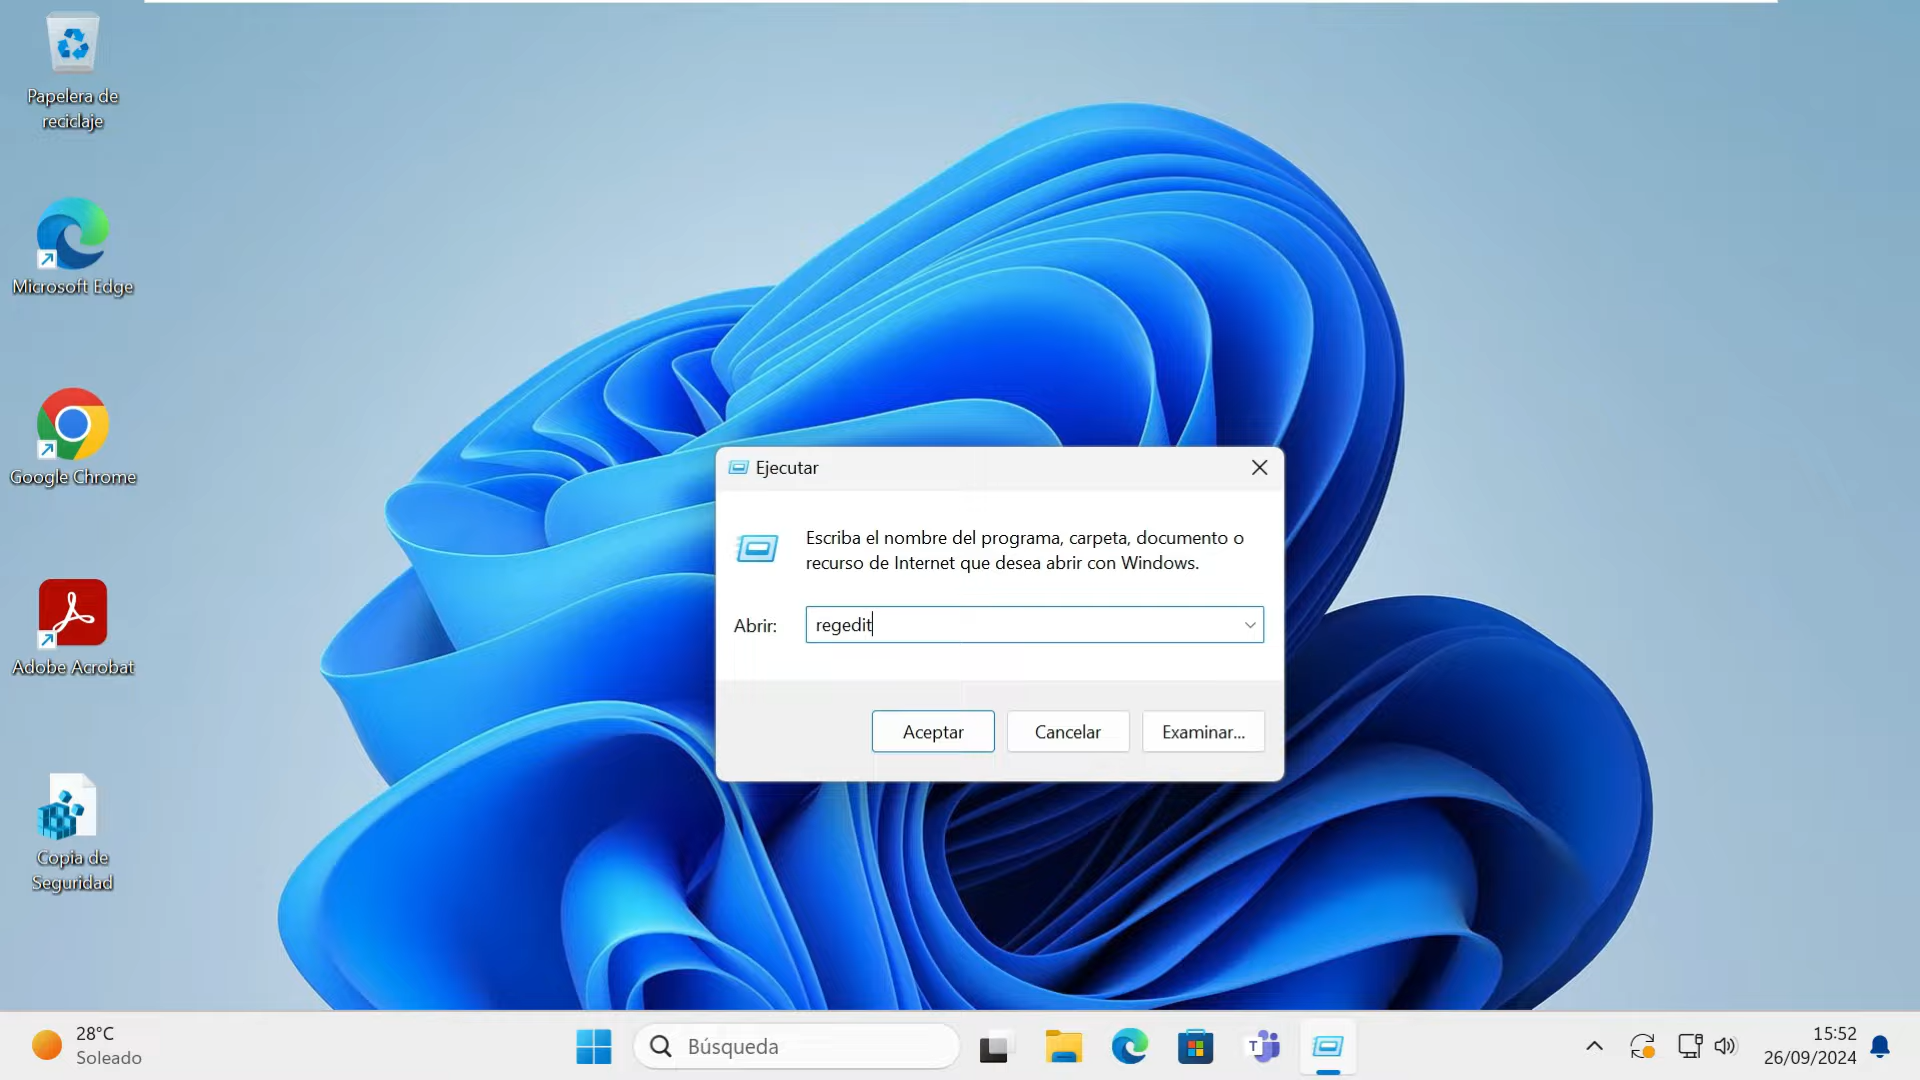 Papelera de
reciclaje
Microsoft Edge
Google Chrome
Adobe Acrobat
Copia de
Seguridad
Ejecutar
Escriba el nombre del programa, carpeta, documento o
recurso de Internet que desea abrir con Windows.
Abrir: regedit
Aceptar Cancelar Examinar...
28°C
Soleado
Búsqueda
T
15:52
26/09/2024